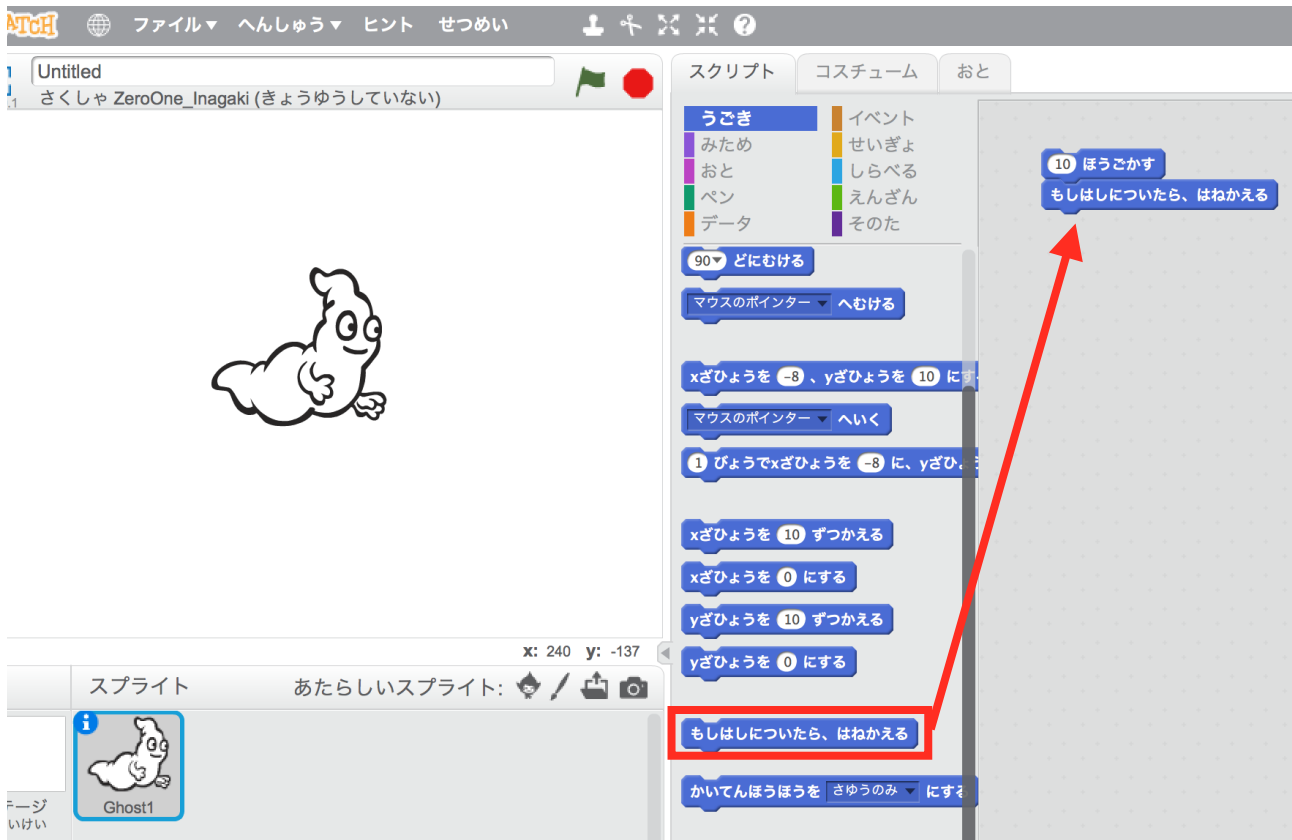 ATCH ファイル▼ へんしゅう▼ ヒント せつめい
Untitled
さくしゃ ZeroOne_Inagaki (きょうゆうしていない)
x: 240 y: -137
スプライト あたらしいスプライト:
Ghost1
スクリプト コスチューム おと
うごき イベント
みため せいぎょ
おと しらべる
ペン えんざん
データ そのた
90▼ どにむける
マウスのポインター へむける
xざひょうを -8 、yざひょうを 10 にす
マウスのポインター へいく
1 びょうでxざひょうを -8 に、yざひょ
xざひょうを 10 ずつかえる
xざひょうを 0 にする
yざひょうを 10 ずつかえる
yざひょうを 0 にする
もしはしについたら、はねかえる
かいてんほうほうを さゆうのみ にする
10 ほうごかす
もしはしについたら、はねかえる